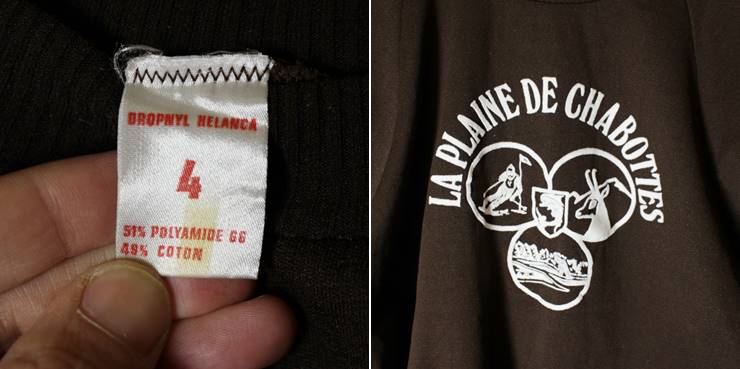 DROPNYL HELANCA
4
51% POLYAMIDE 66
49% COTON
LA PLAINE DE CHABOTTES